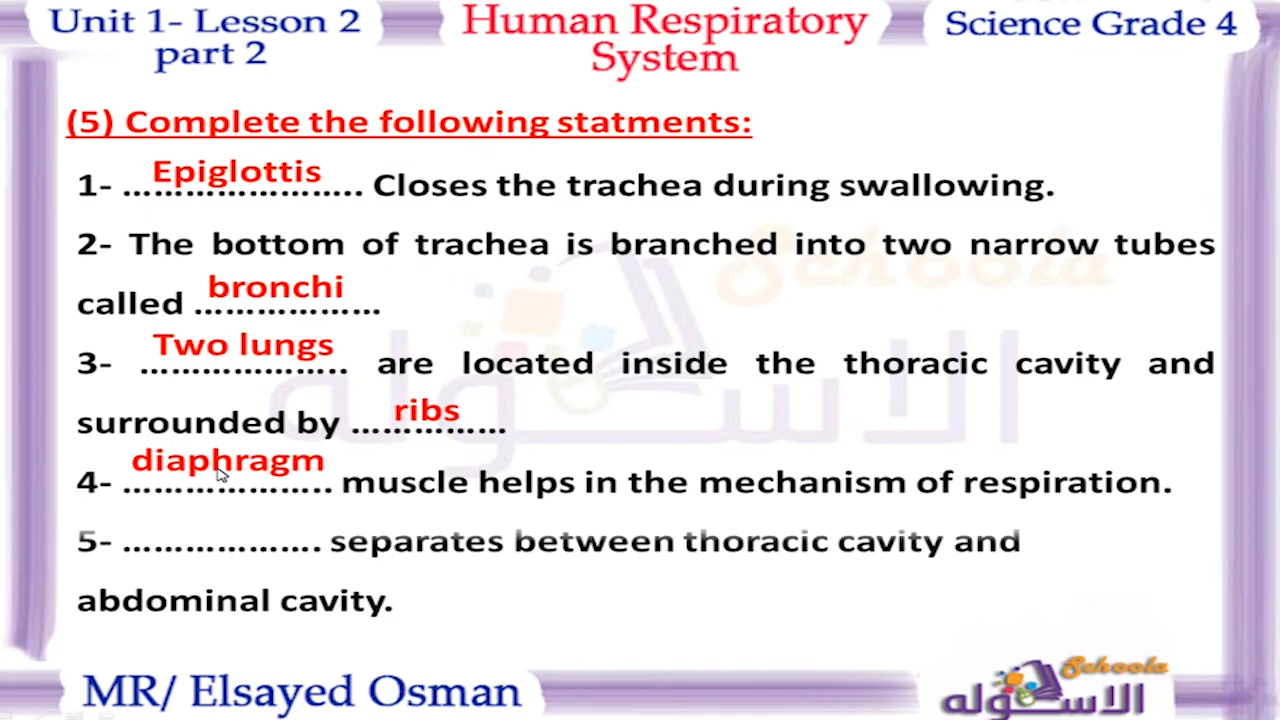 Unit 1- Lesson 2
part 2
Human Respiratory
System
Science Grade 4
(5) Complete the following statments:
1- Epiglottis ........................ Closes the trachea during swallowing.
2- The bottom of trachea is branched into two narrow tubes
called bronchi ...................
3- Two lungs .................... are located inside the thoracic cavity and
surrounded by ribs ...............
4- diaphragm ..................... muscle helps in the mechanism of respiration.
5- .................... separates between thoracic cavity and
abdominal cavity.
MR/ Elsayed Osman
Schoola
الاسكوله
Schoola
الاسكوله